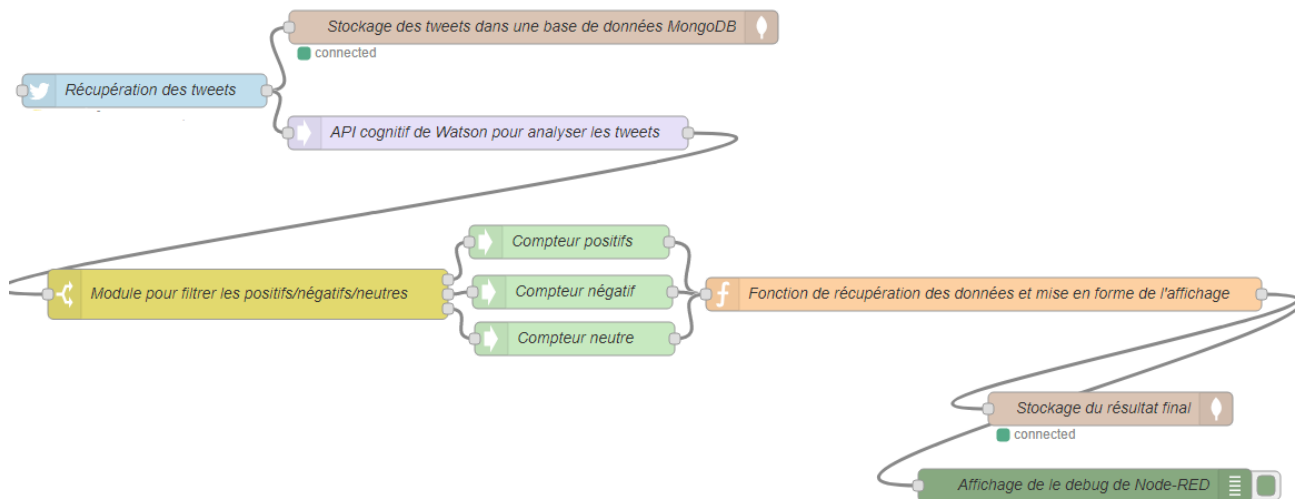 Stockage des tweets dans une base de données MongoDB
connected
Récupération des tweets
API cognitif de Watson pour analyser les tweets
Compteur positifs
Module pour filtrer les positifs/négatifs/neutres
Compteur négatif
Fonction de récupération des données et mise en forme de l'affichage
Compteur neutre
Stockage du résultat final
connected
Affichage de le debug de Node-RED